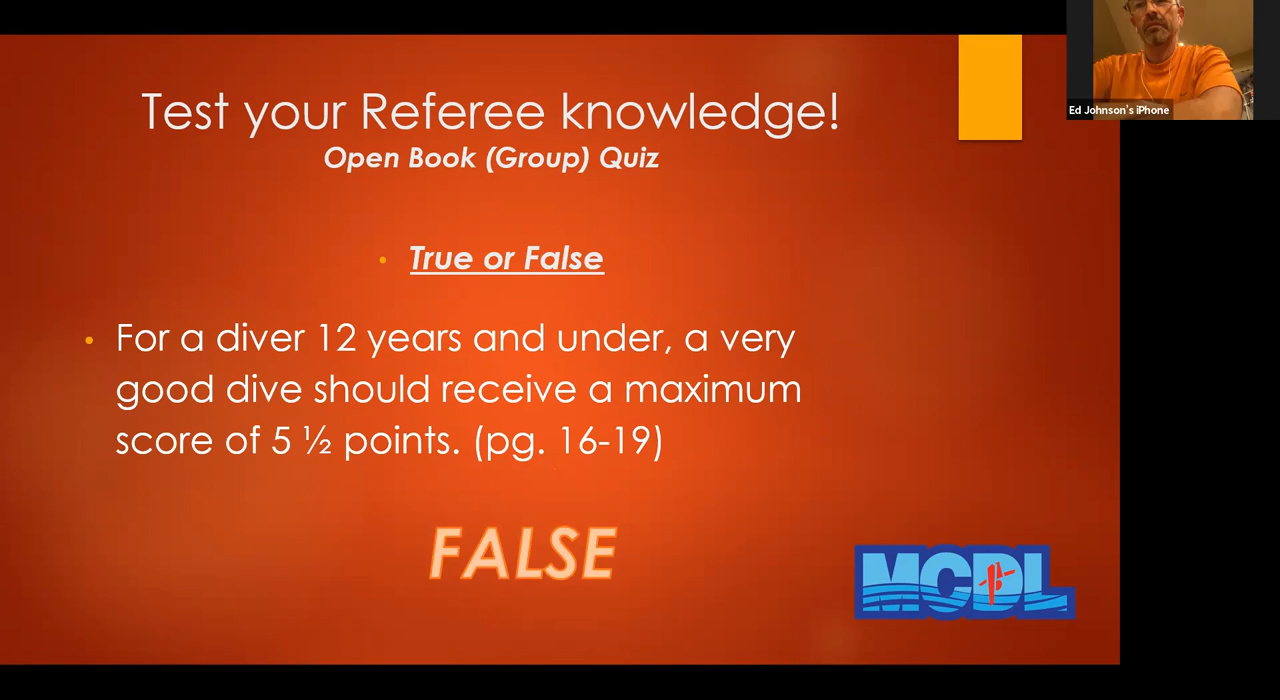 Test your Referee knowledge!
Open Book (Group) Quiz
Ed Johnson's iPhone
• True or False
• For a diver 12 years and under, a very
good dive should receive a maximum
score of 5 ½ points. (pg. 16-19)
FALSE
MCDL